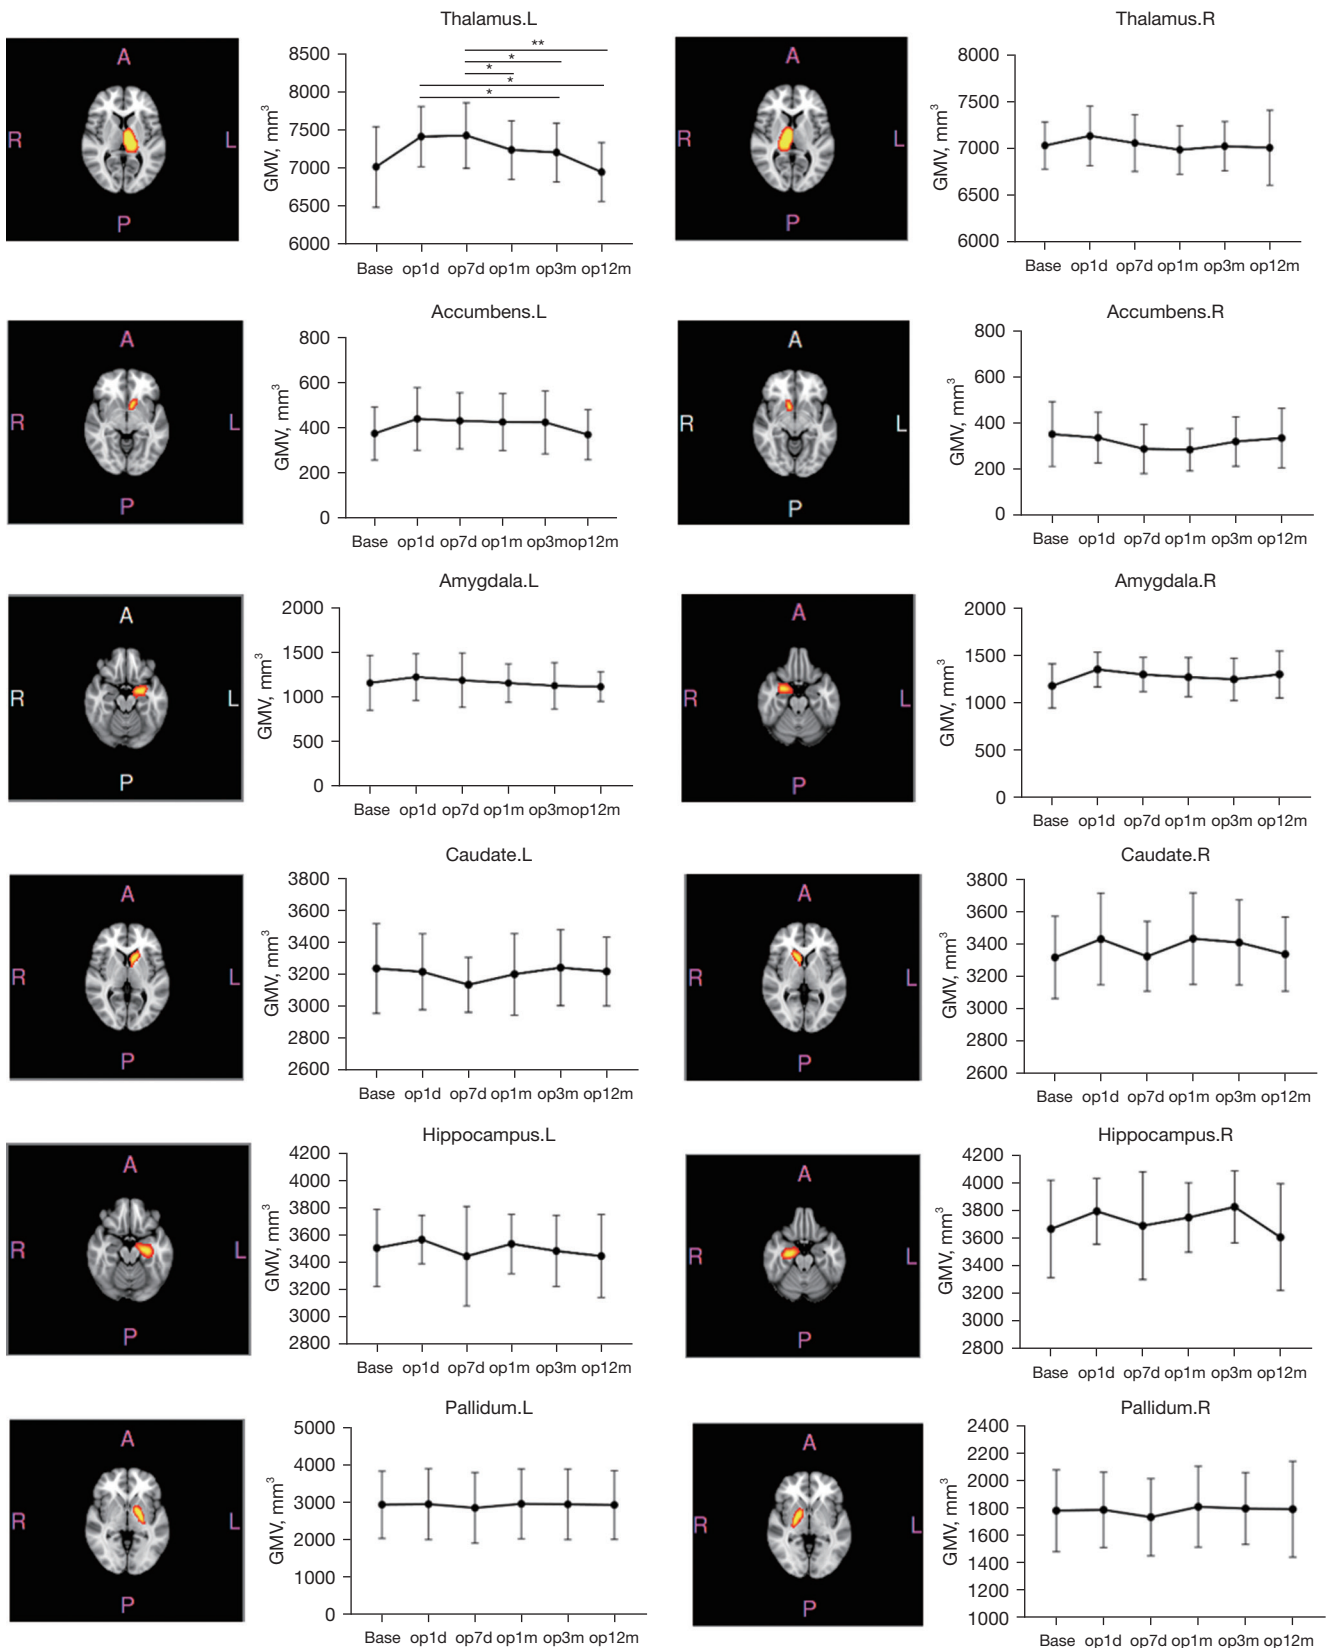 Thalamus.L
A
R
L
P
GMV, mm³
8500
8000
7500
7000
6500
6000
**
*
*
*
*
Base op1d op7d op1m op3m op12m
Thalamus.R
A
R
L
P
GMV, mm³
8000
7500
7000
6500
6000
Base op1d op7d op1m op3m op12m
Accumbens.L
A
R
L
P
GMV, mm³
800
600
400
200
0
Base op1d op7d op1m op3mop12m
Accumbens.R
A
R
L
P
GMV, mm³
800
600
400
200
0
Base op1d op7d op1m op3m op12m
Amygdala.L
A
R
L
P
GMV, mm³
2000
1500
1000
500
0
Base op1d op7d op1m op3mop12m
Amygdala.R
A
R
L
P
GMV, mm³
2000
1500
1000
500
0
Base op1d op7d op1m op3m op12m
Caudate.L
A
R
L
P
GMV, mm³
3800
3600
3400
3200
3000
2800
2600
Base op1d op7d op1m op3m op12m
Caudate.R
A
R
L
P
GMV, mm³
3800
3600
3400
3200
3000
2800
2600
Base op1d op7d op1m op3m op12m
Hippocampus.L
A
R
L
P
GMV, mm³
4200
4000
3800
3600
3400
3200
3000
2800
Base op1d op7d op1m op3m op12m
Hippocampus.R
A
R
L
P
GMV, mm³
4200
4000
3800
3600
3400
3200
3000
2800
Base op1d op7d op1m op3m op12m
Pallidum.L
A
R
L
P
GMV, mm³
5000
4000
3000
2000
1000
0
Base op1d op7d op1m op3m op12m
Pallidum.R
A
R
L
P
GMV, mm³
2400
2200
2000
1800
1600
1400
1200
1000
Base op1d op7d op1m op3m op12m